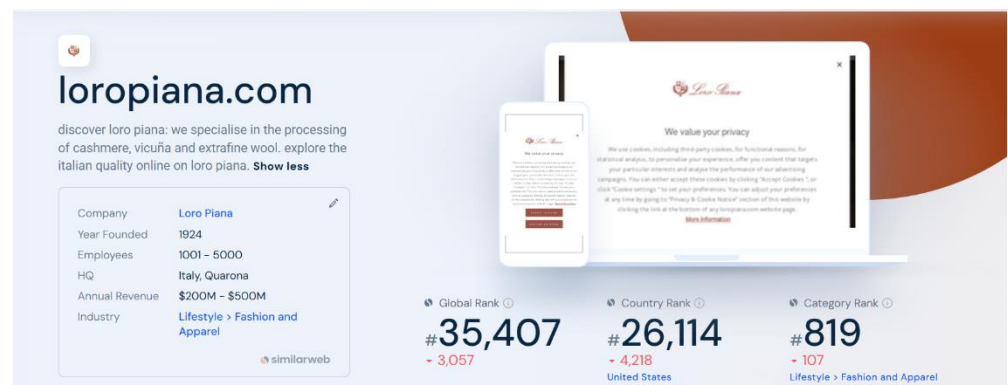 loropiana.com
discover loro piana: we specialise in the processing
of cashmere, vicuña and extrafine wool. explore the
italian quality online on loro piana. Show less
Company Loro Piana
Year Founded 1924
Employees 1001 - 5000
HQ Italy, Quarona
Annual Revenue $200M - $500M
Industry Lifestyle > Fashion and
Apparel
similarweb
Loro Piana
We value your privacy
Loro Piana
We value your privacy
We use cookies, including third party cookies, for functional reasons, for
statistical analysis, to personalise your experience, offer you content that targets
your particular interests and analyse the performance of our advertising
campaigns. You can either accept these cookies by clicking "Accept Cookies ", or
click "Cookie settings " to set your preferences. You can adjust your preferences
at any time by going to "Privacy & Cookie Notice" section of this website by
clicking the link at the bottom of any loropiana.com website page.
More Information
Global Rank
#35,407
3,057
Country Rank
#26,114
4,218
United States
Category Rank
#819
107
Lifestyle > Fashion and Apparel